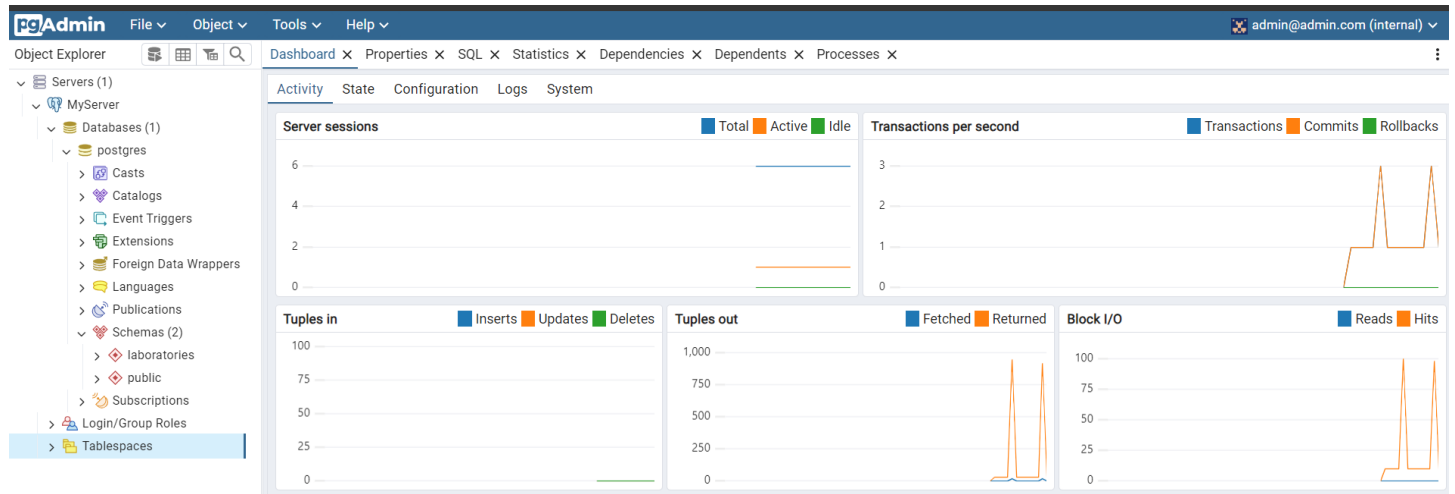 pgAdmin File Object Tools Help admin@admin.com (internal)
Object Explorer
Dashboard Properties SQL Statistics Dependencies Dependents Processes
Servers (1)
MyServer
Databases (1)
postgres
Casts
Catalogs
Event Triggers
Extensions
Foreign Data Wrappers
Languages
Publications
Schemas (2)
laboratories
public
Subscriptions
Login/Group Roles
Tablespaces
Activity State Configuration Logs System
Server sessions Total Active Idle
6
4
2
0
Transactions per second Transactions Commits Rollbacks
3
2
1
0
Tuples in Inserts Updates Deletes
100
75
50
25
0
Tuples out Fetched Returned
1,000
750
500
250
0
Block I/O Reads Hits
100
75
50
25
0